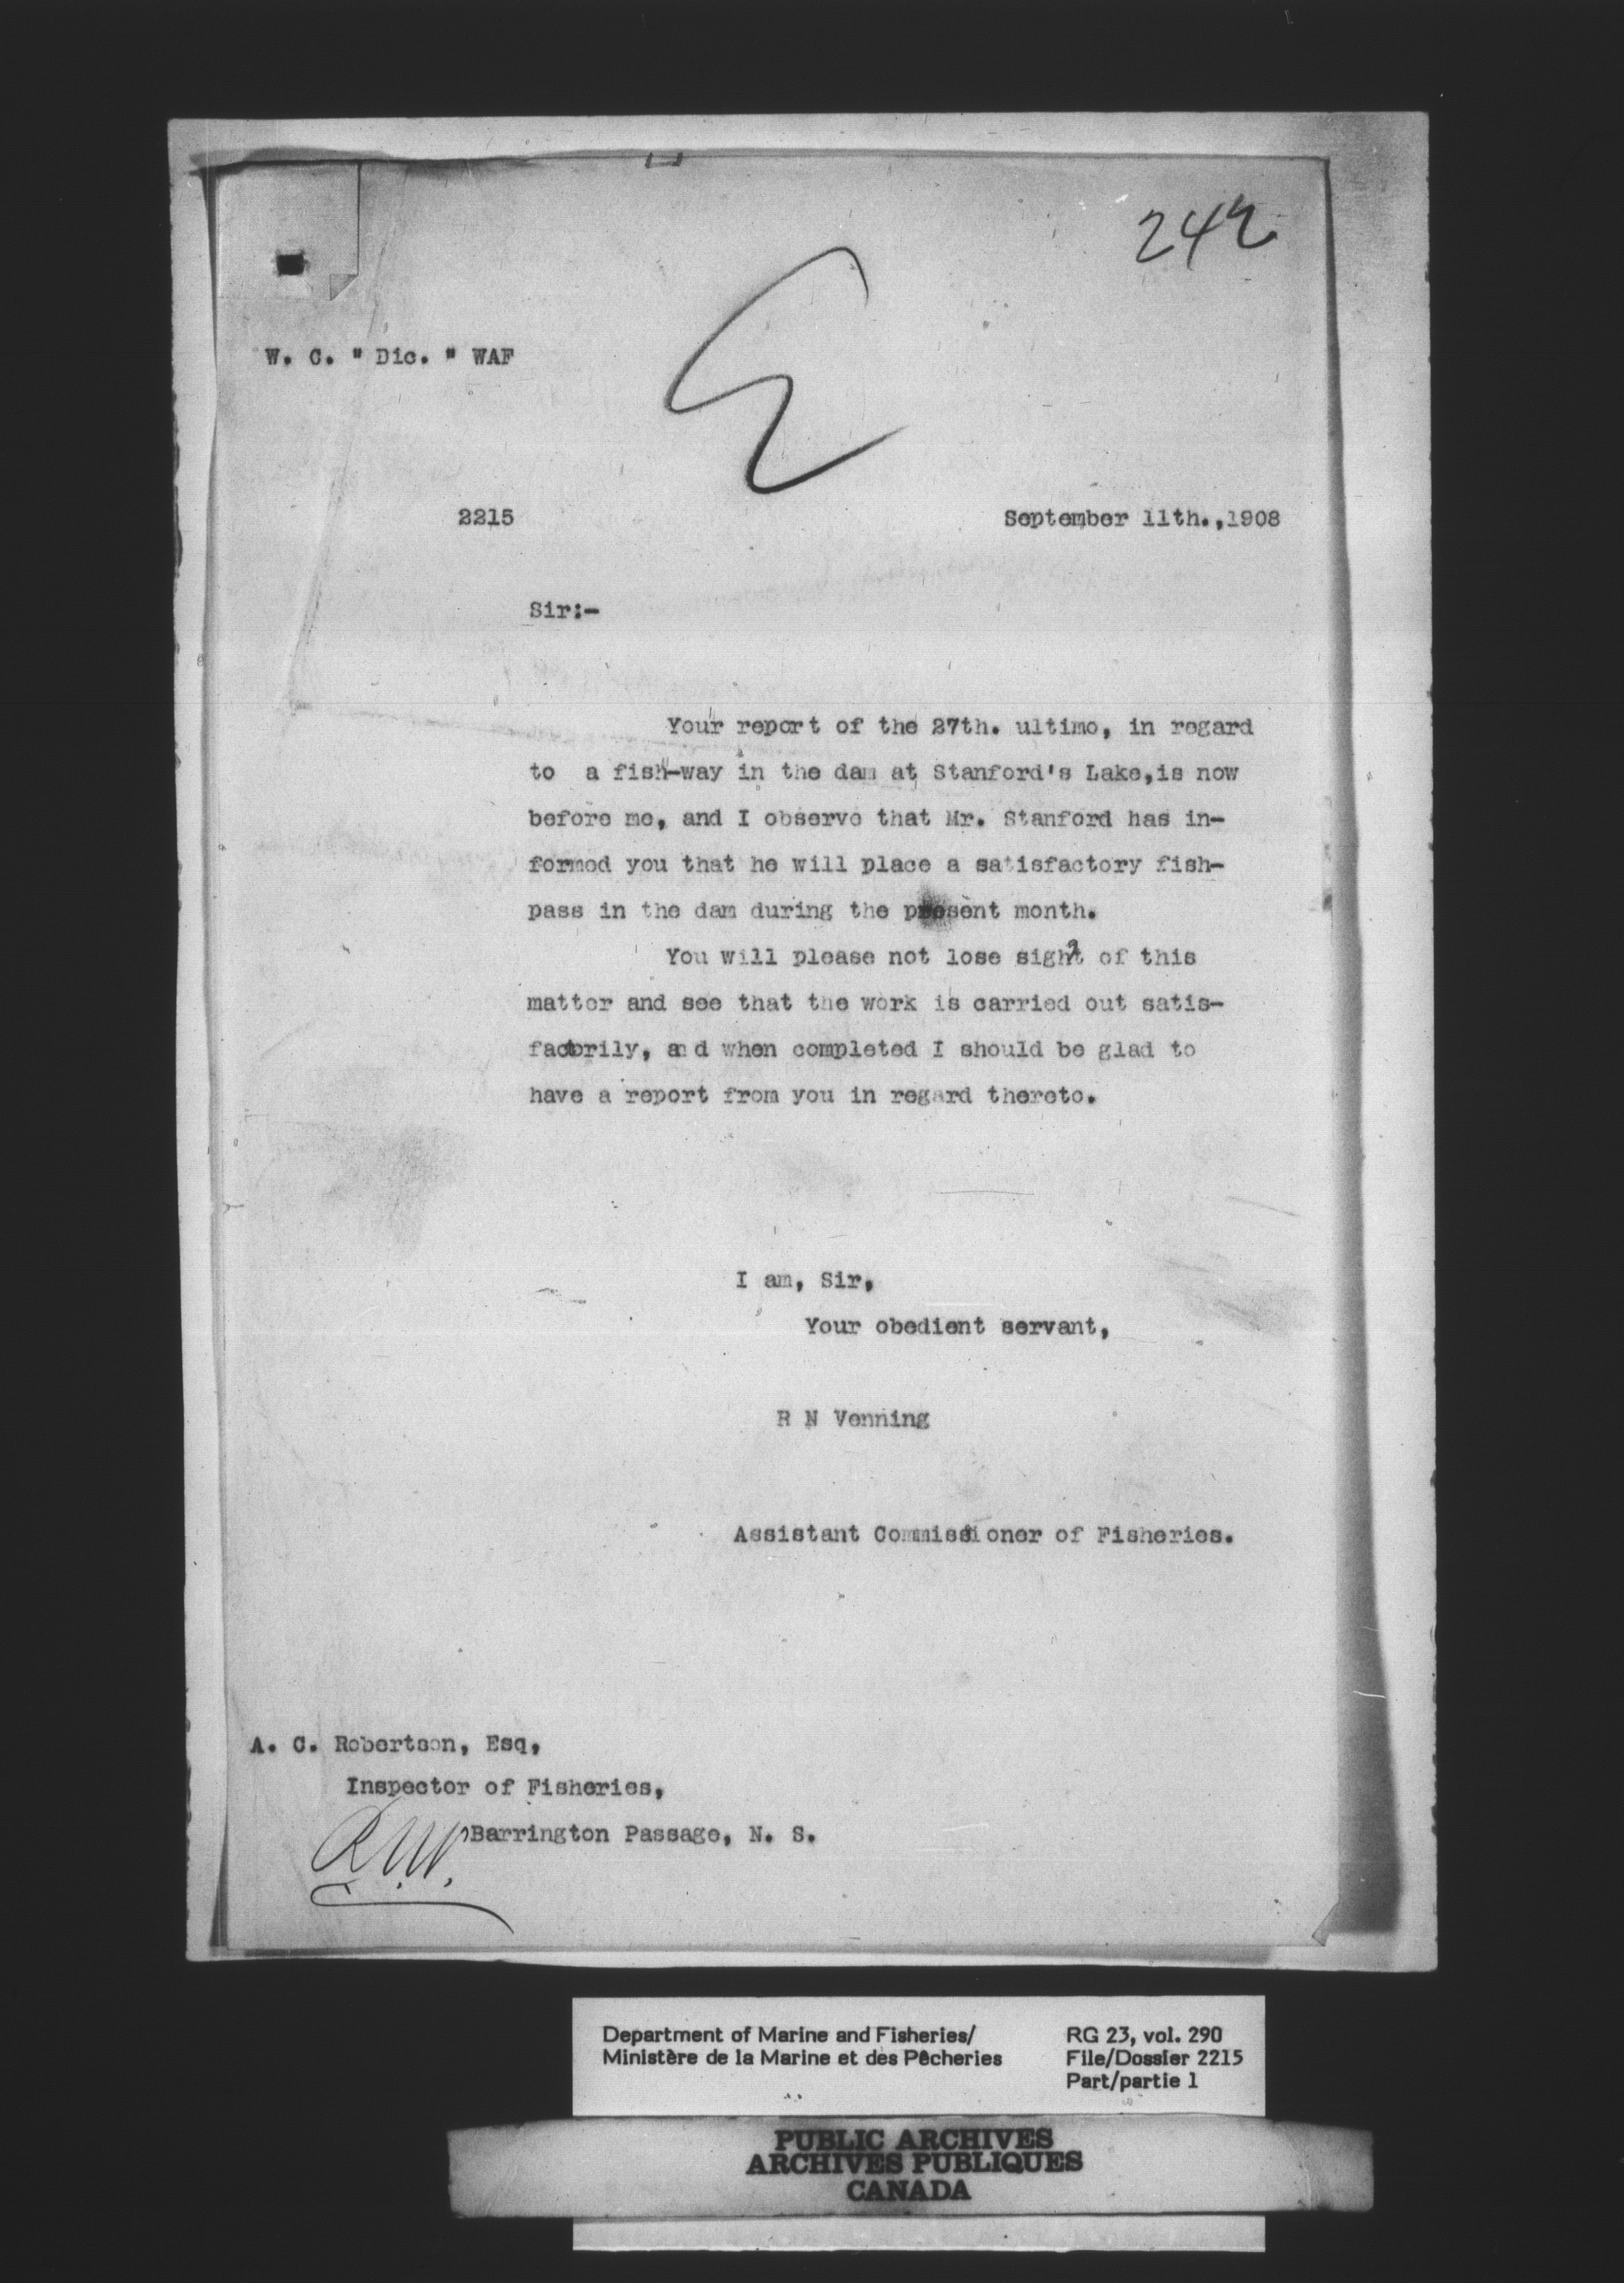 242
W. C. " Dic. " WAF
2215 September 11th.,1908
Sir:-
Your report of the 27th. ultimo, in regard
to a fish-way in the dam at Stanford's Lake,is now
before me, and I observe that Mr. Stanford has in-
formed you that he will place a satisfactory fish-
pass in the dam during the present month.
You will please not lose sight of this
matter and see that the work is carried out satis-
factorily, and when completed I should be glad to
have a report from you in regard thereto.
I am, Sir,
Your obedient servant,
R N Venning
Assistant Commissioner of Fisheries.
A. C. Robertson, Esq,
Inspector of Fisheries,
Barrington Passage, N. S.
Department of Marine and Fisheries/ RG 23, vol. 290
Ministère de la Marine et des Pêcheries File/Dossier 2215
Part/partie 1
PUBLIC ARCHIVES
ARCHIVES PUBLIQUES
CANADA